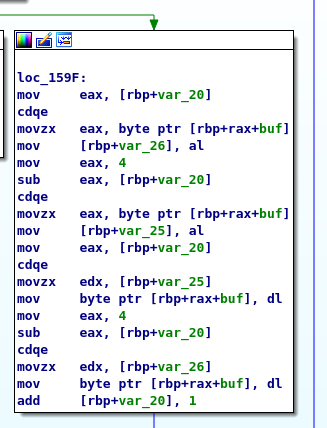 loc_159F:
mov eax, [rbp+var_20]
cdqe
movzx eax, byte ptr [rbp+rax+buf]
mov [rbp+var_26], al
mov eax, 4
sub eax, [rbp+var_20]
cdqe
movzx eax, byte ptr [rbp+rax+buf]
mov [rbp+var_25], al
mov eax, [rbp+var_20]
cdqe
movzx edx, [rbp+var_25]
mov byte ptr [rbp+rax+buf], dl
mov eax, 4
sub eax, [rbp+var_20]
cdqe
movzx edx, [rbp+var_26]
mov byte ptr [rbp+rax+buf], dl
add [rbp+var_20], 1